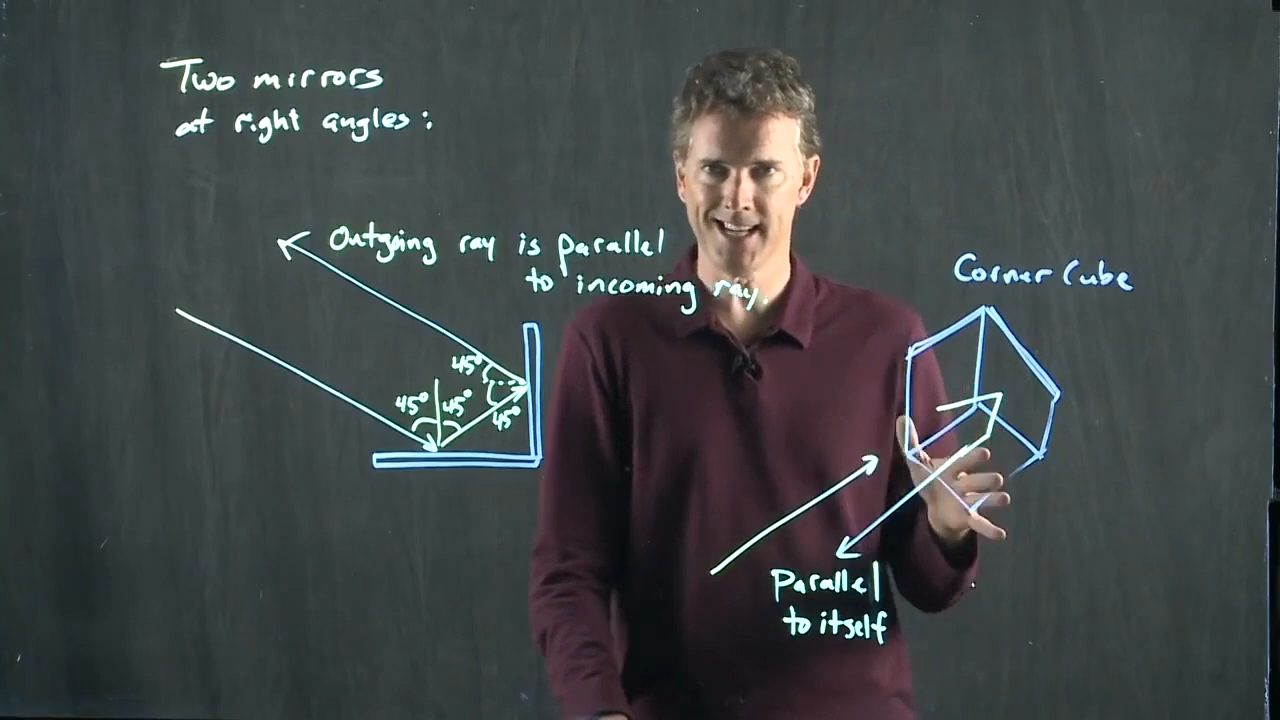 Two mirrors
at right angles:
Outgoing ray is parallel
to incoming ray.
45°
45° 45°
45°
Corner Cube
Parallel
to itself